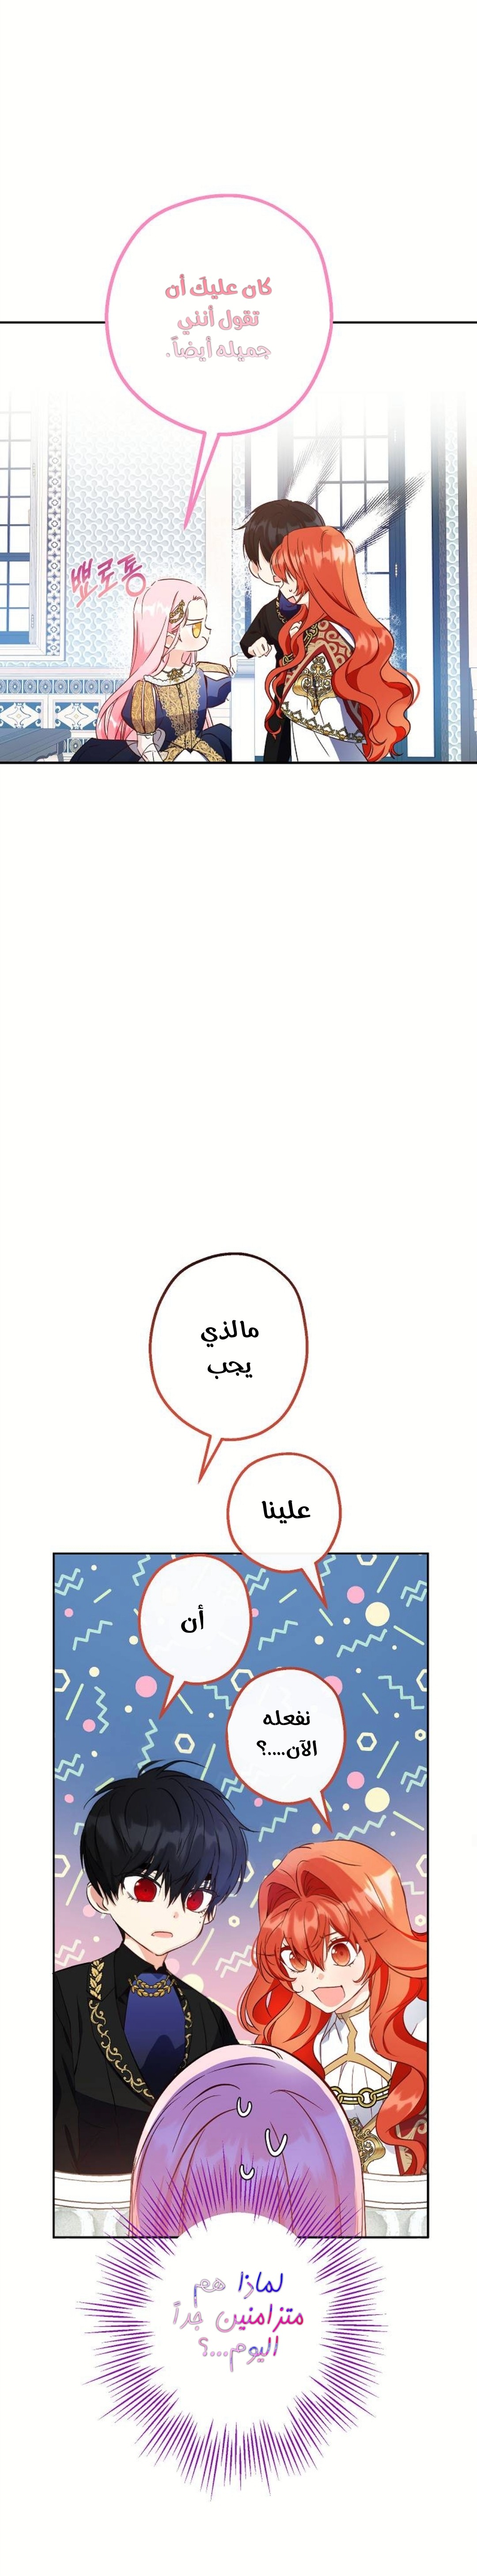 كان عليكَ أن
تقول أنني
جميله أيضاً.
뽀로통
مالذي
يجب
علينا
أن
نفعله
الآن....؟
لماذا هم
متزامنين جداً
اليوم...؟